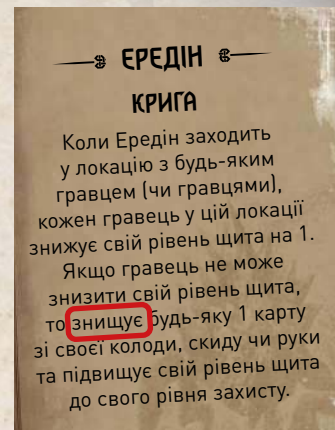 ЕРЕДІН
КРИГА
Коли Ередін заходить
у локацію з будь-яким
гравцем (чи гравцями),
кожен гравець у цій локації
знижує свій рівень щита на 1.
Якщо гравець не може
знизити свій рівень щита,
то знищує будь-яку 1 карту
зі своєї колоди, скиду чи руки
та підвищує свій рівень щита
до свого рівня захисту.